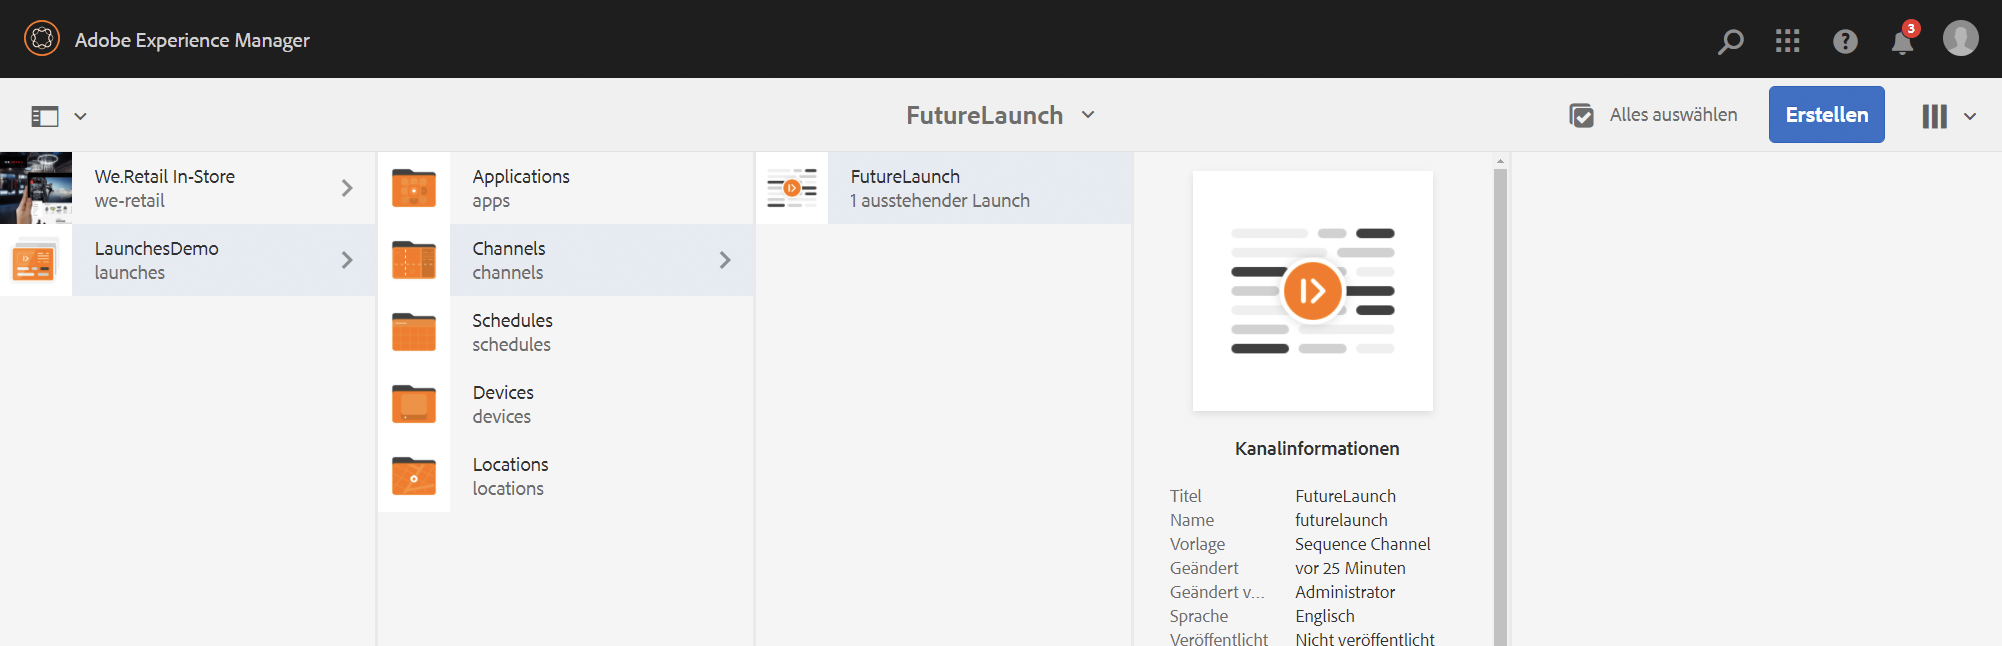 Adobe Experience Manager
3
FutureLaunch
Alles auswählen
Erstellen
We.Retail In-Store
we-retail
LaunchesDemo
launches
Applications
apps
Channels
channels
Schedules
schedules
Devices
devices
Locations
locations
FutureLaunch
1 ausstehender Launch
Kanalinformationen
Titel FutureLaunch
Name futurelaunch
Vorlage Sequence Channel
Geändert vor 25 Minuten
Geändert v... Administrator
Sprache Englisch
Veröffentlicht Nicht veröffentlicht